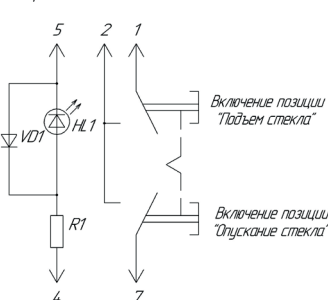 5 2 1
Включение позиции
"Подъем стекла"
HL1
VD1
Включение позиции
"Опускание стекла"
R1
4 7